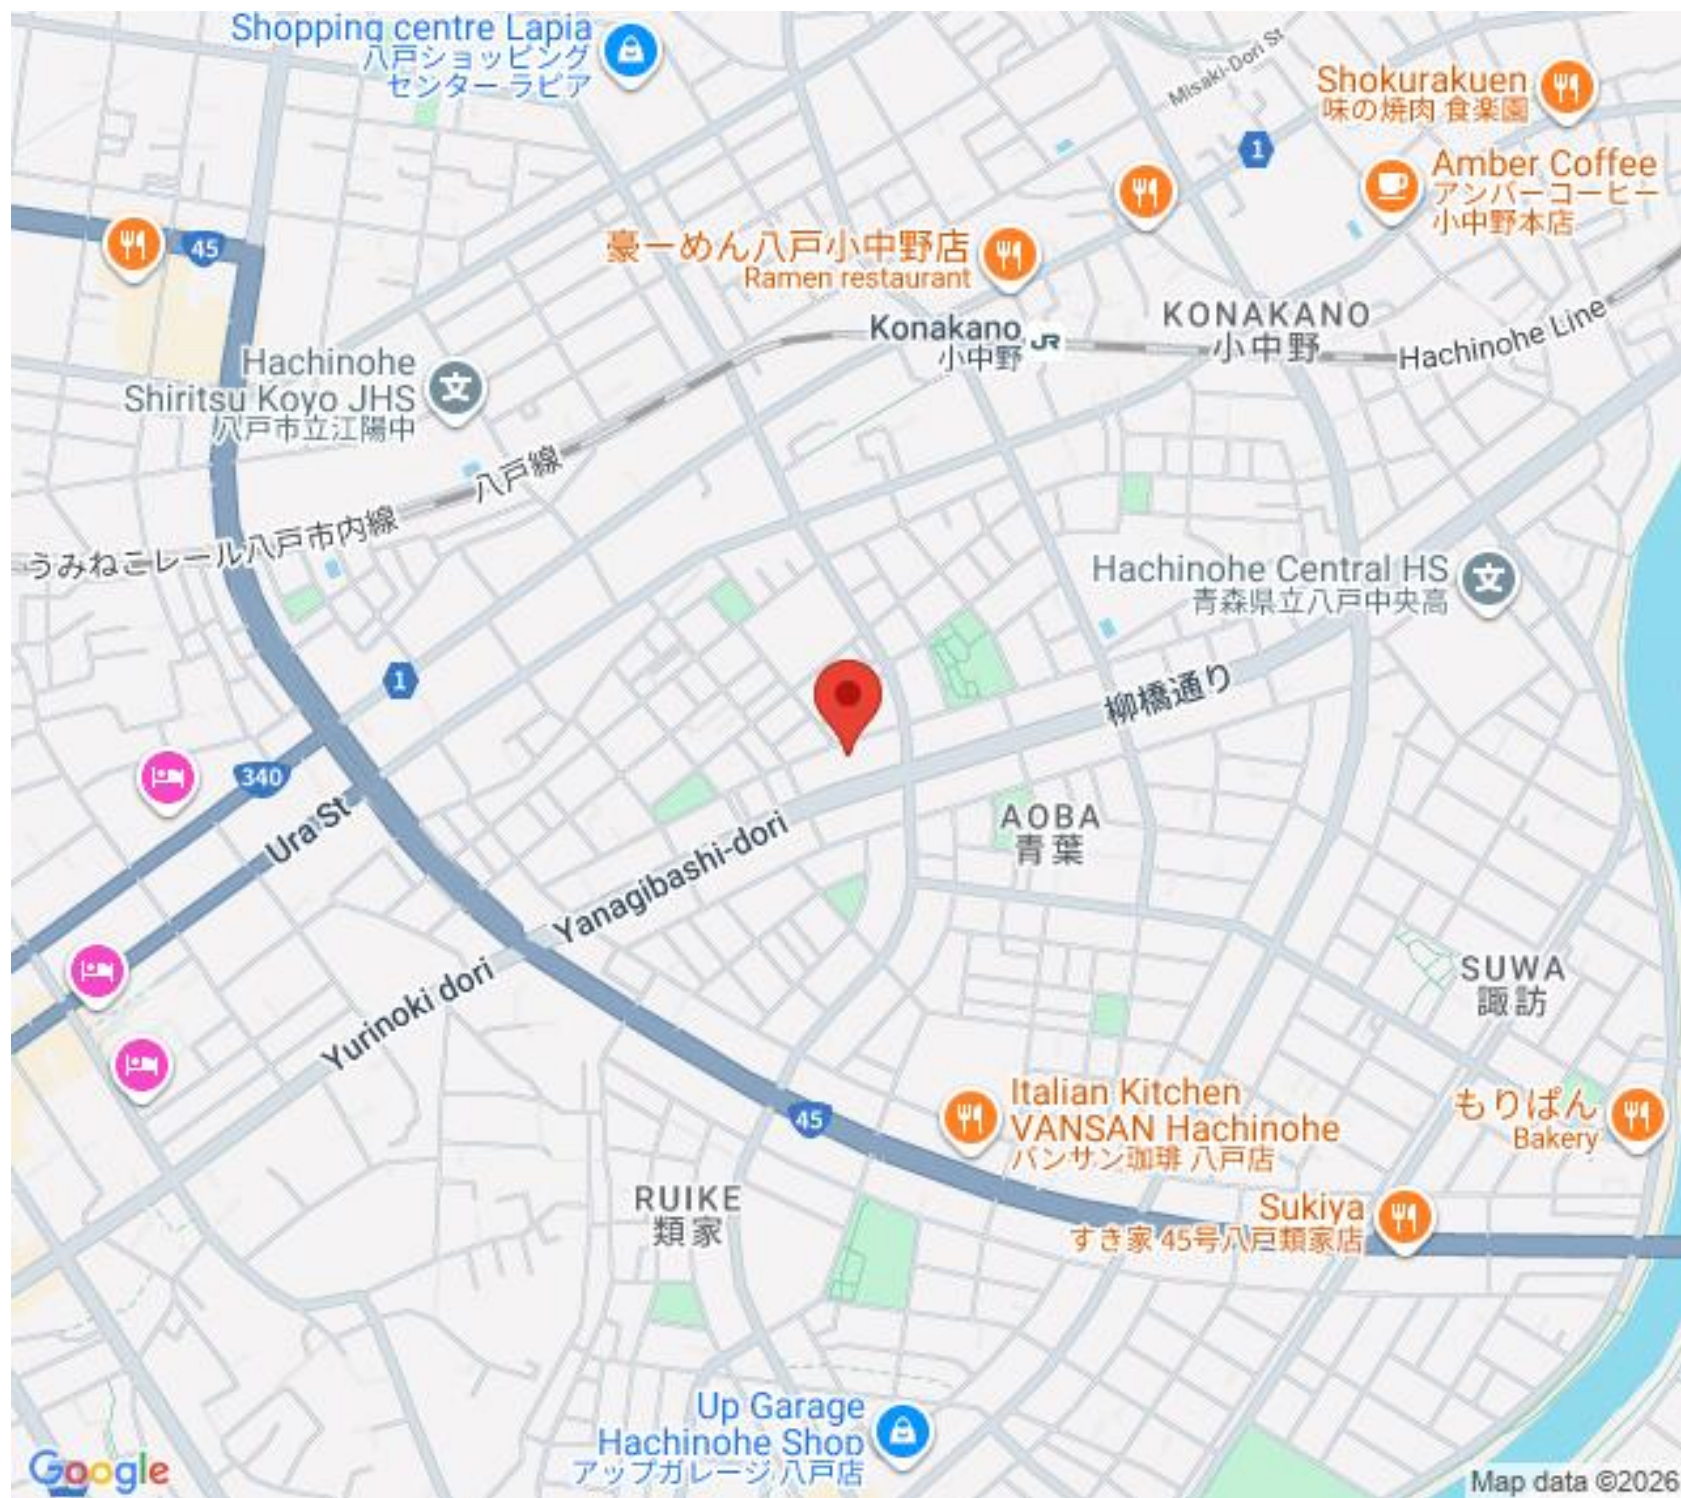 Shopping centre Lapia
八戸ショッピング
センター ラピア
Misaki-Dori St
Shokurakuen
味の焼肉 食楽園
1
Amber Coffee
アンバーコーヒー
小中野本店
45
豪ーめん八戸小中野店
Ramen restaurant
Konakano
小中野
JR
KONAKANO
小中野
Hachinohe Line
Hachinohe
Shiritsu Koyo JHS
八戸市立江陽中
八戸線
うみねこレール八戸市内線
Hachinohe Central HS
青森県立八戸中央高
1
柳橋通り
340
Ura St
AOBA
青葉
Yanagibashi-dori
Yurinoki dori
SUWA
諏訪
45
Italian Kitchen
VANSAN Hachinohe
バンサン珈琲 八戸店
もりぱん
Bakery
RUIKE
類家
Sukiya
すき家 45号八戸類家店
Up Garage
Hachinohe Shop
アップガレージ 八戸店
Google
Map data ©2026